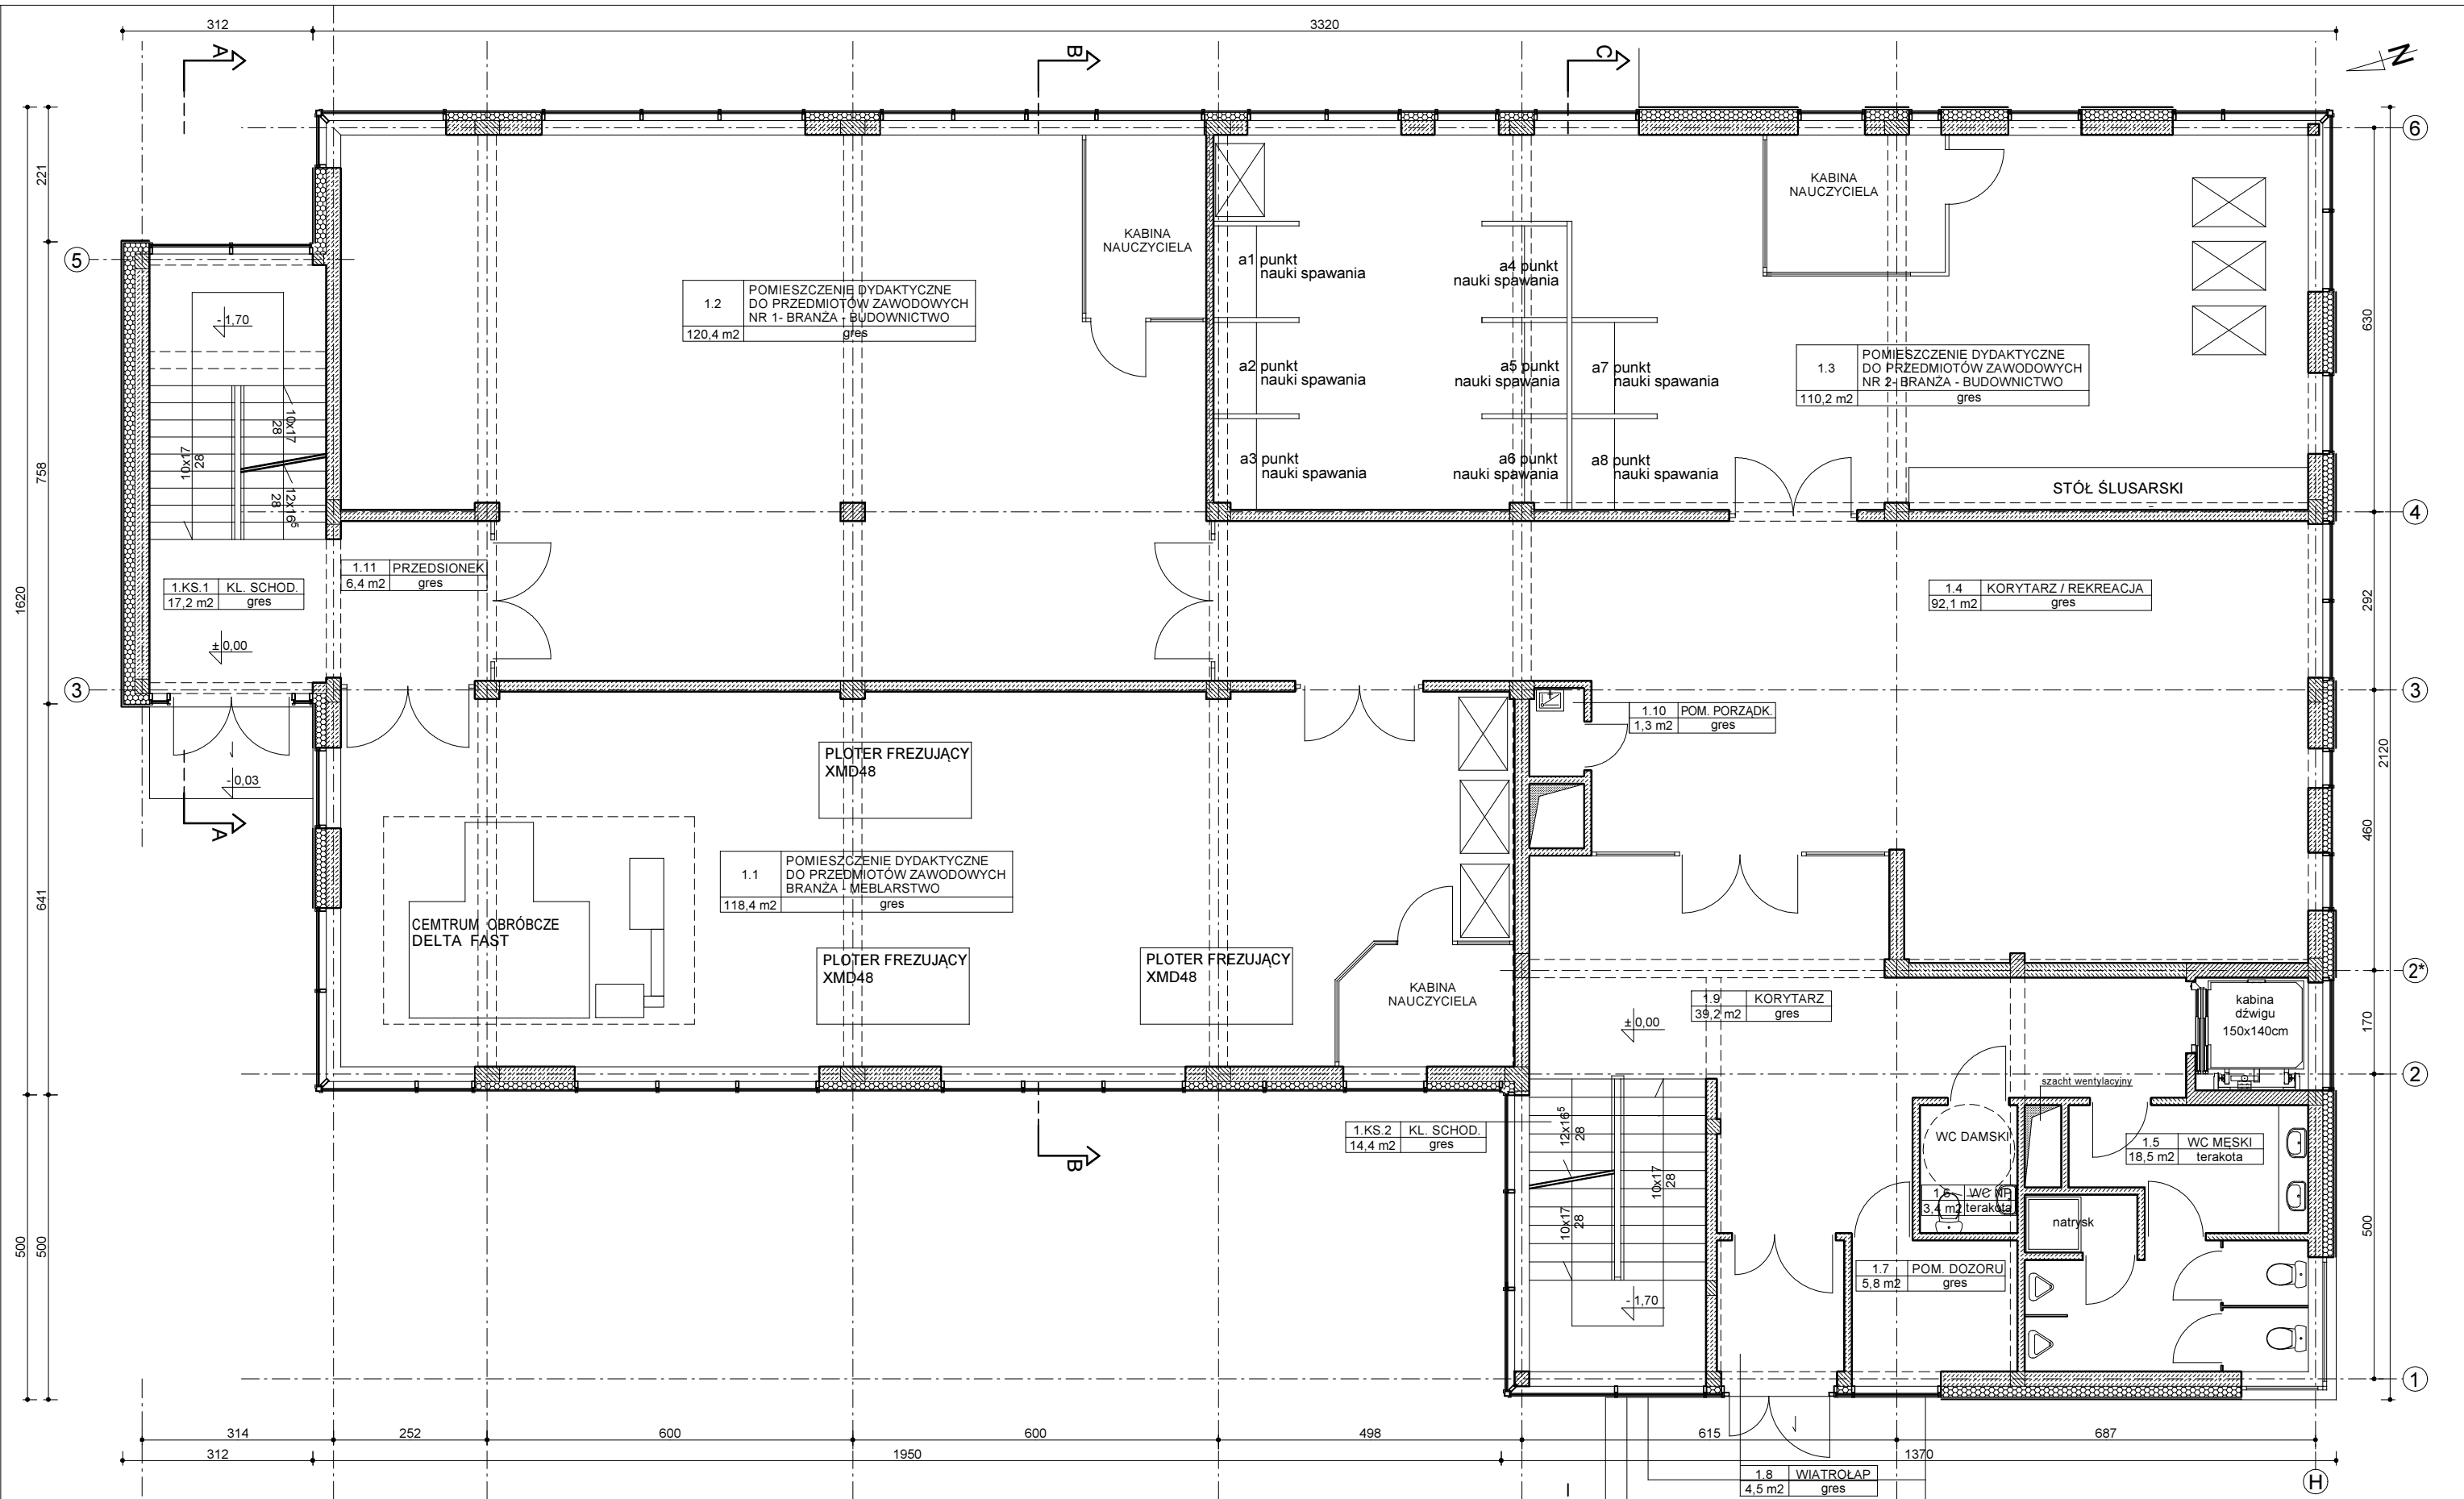 312
3320
A
B
C
N
6
221
KABINA
NAUCZYCIELA
KABINA
NAUCZYCIELA
5
a1 punkt
nauki spawania
a4 punkt
nauki spawania
-1,70
1.2
POMIESZCZENIE DYDAKTYCZNE
DO PRZEDMIOTÓW ZAWODOWYCH
NR 1- BRANŻA - BUDOWNICTWO
120,4 m2
gres
630
a2 punkt
nauki spawania
a5 punkt
nauki spawania
a7 punkt
nauki spawania
1.3
POMIESZCZENIE DYDAKTYCZNE
DO PRZEDMIOTÓW ZAWODOWYCH
NR 2- BRANŻA - BUDOWNICTWO
110,2 m2
gres
10x17
28
10x17
28
12x16⁵
28
758
a3 punkt
nauki spawania
a6 punkt
nauki spawania
a8 punkt
nauki spawania
STÓŁ ŚLUSARSKI
4
1620
1.KS.1
KL. SCHOD.
17,2 m2
gres
1.11
PRZEDSIONEK
6,4 m2
gres
1.4
KORYTARZ / REKREACJA
92,1 m2
gres
292
±0,00
3
3
1.10
POM. PORZĄDK.
1,3 m2
gres
2120
-0,03
A
PLOTER FREZUJĄCY
XMD48
460
641
1.1
POMIESZCZENIE DYDAKTYCZNE
DO PRZEDMIOTÓW ZAWODOWYCH
BRANŻA - MEBLARSTWO
118,4 m2
gres
CEMTRUM OBRÓBCZE
DELTA FAST
PLOTER FREZUJĄCY
XMD48
PLOTER FREZUJĄCY
XMD48
KABINA
NAUCZYCIELA
2*
1.9
KORYTARZ
39,2 m2
gres
±0,00
kabina
dźwigu
150x140cm
170
2
szacht wentylacyjny
B
1.KS.2
KL. SCHOD.
14,4 m2
gres
12x16⁵
28
10x17
28
10x17
28
WC DAMSKI
1.5
WC MĘSKI
18,5 m2
terakota
1.6
WC NP
3,4 m2
terakota
natrysk
500
500
500
1.7
POM. DOZORU
5,8 m2
gres
-1,70
1
314
252
600
600
498
615
687
312
1950
1370
1.8
WIATROŁAP
4,5 m2
gres
H